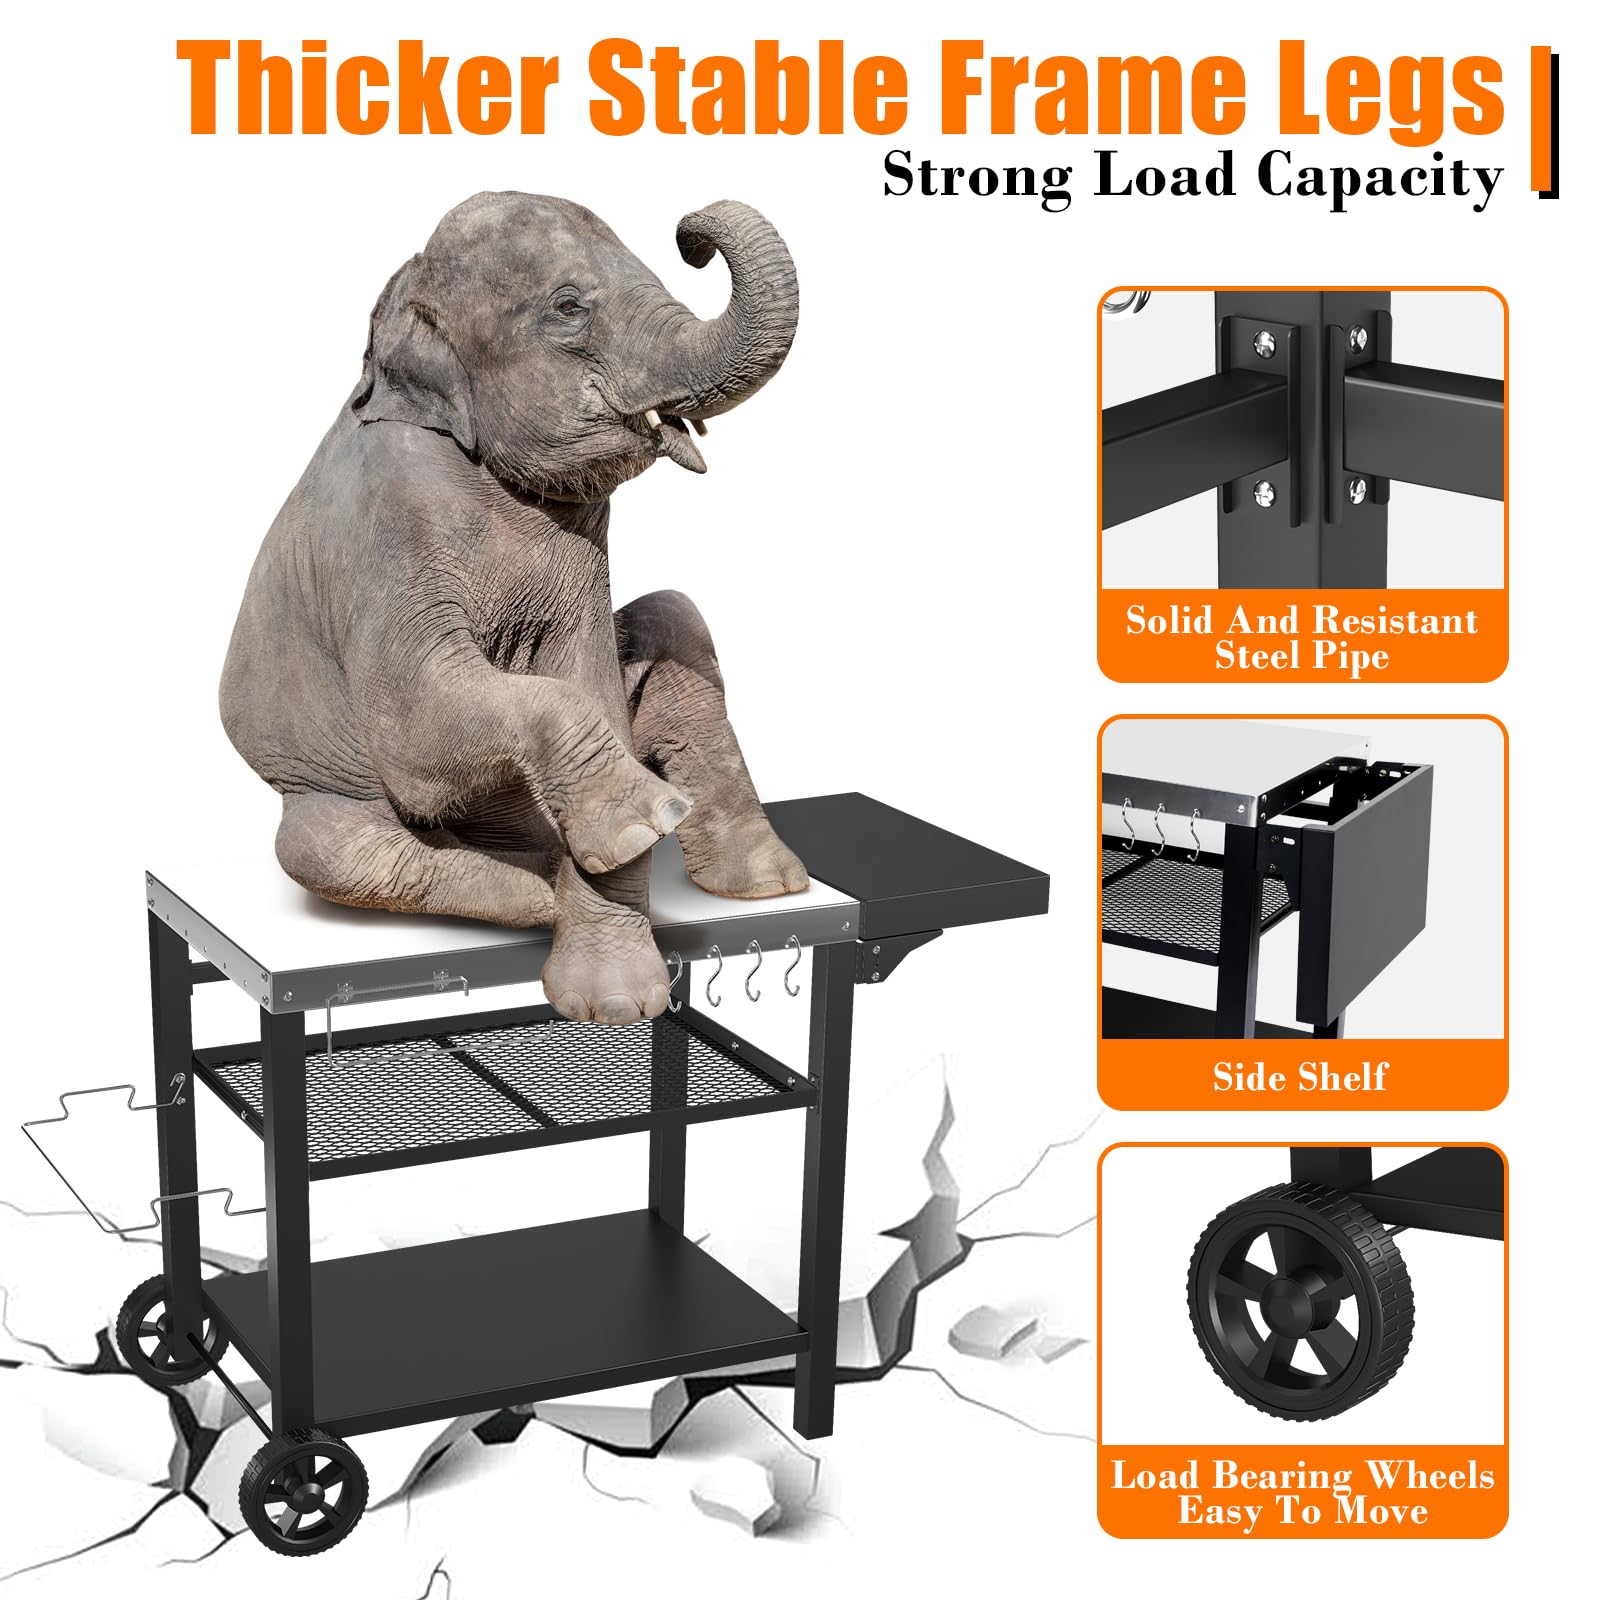 Thicker Stable Frame Legs
Strong Load Capacity
Solid And Resistant
Steel Pipe
Side Shelf
Load Bearing Wheels
Easy To Move